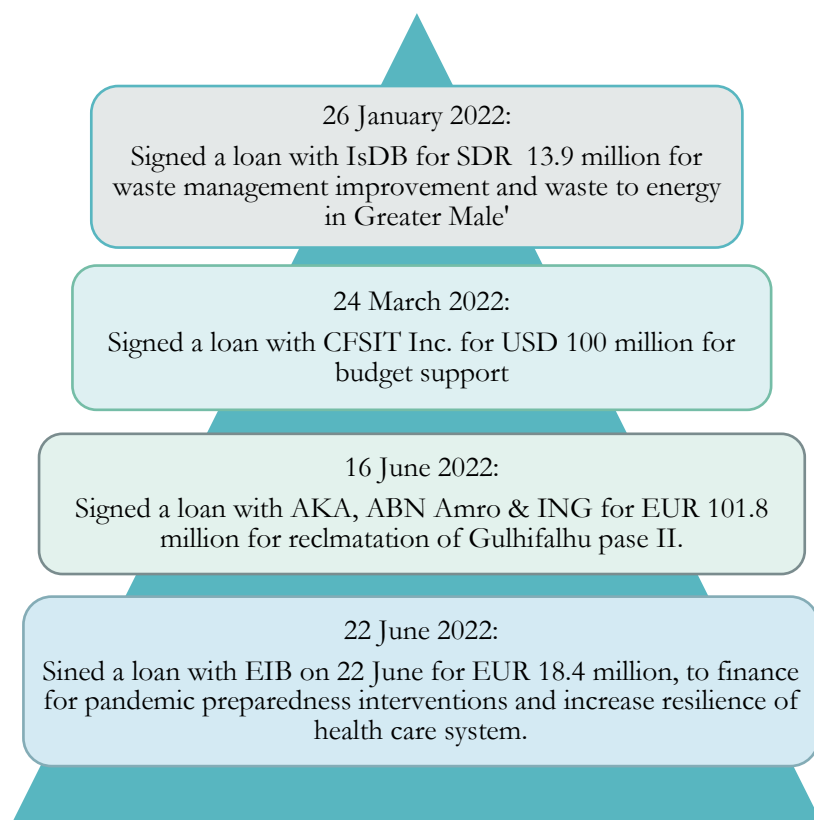 26 January 2022:
Signed a loan with IsDB for SDR  13.9 million for
waste management improvement and waste to energy
in Greater Male'
24 March 2022:
Signed a loan with CFSIT Inc. for USD 100 million for
budget support
16 June 2022:
Signed a loan with AKA, ABN Amro & ING for EUR 101.8
million for reclmatation of Gulhifalhu pase II.
22 June 2022:
Sined a loan with EIB on 22 June for EUR 18.4 million, to finance
for pandemic preparedness interventions and increase resilience of
health care system.